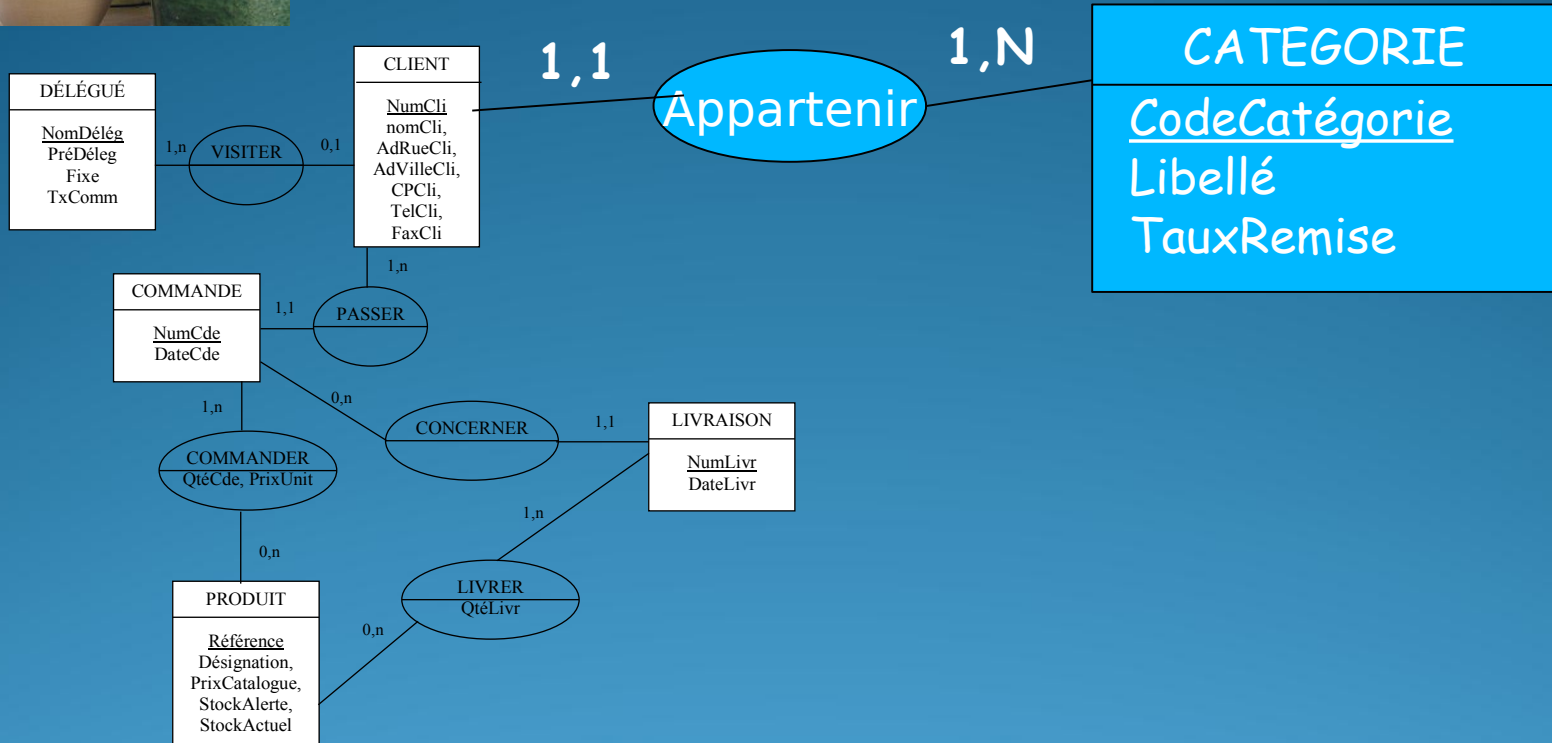 DÉLÉGUÉ
NomDélég
PréDéleg
Fixe
TxComm
1,n
VISITER
0,1
CLIENT
NumCli
nomCli,
AdRueCli,
AdVilleCli,
CPCli,
TelCli,
FaxCli
1,1
Appartenir
1,N
CATEGORIE
CodeCatégorie
Libellé
TauxRemise
1,n
PASSER
1,1
COMMANDE
NumCde
DateCde
1,n
COMMANDER
QtéCde, PrixUnit
0,n
0,n
CONCERNER
1,1
LIVRAISON
NumLivr
DateLivr
1,n
LIVRER
QtéLivr
0,n
PRODUIT
Référence
Désignation,
PrixCatalogue,
StockAlerte,
StockActuel